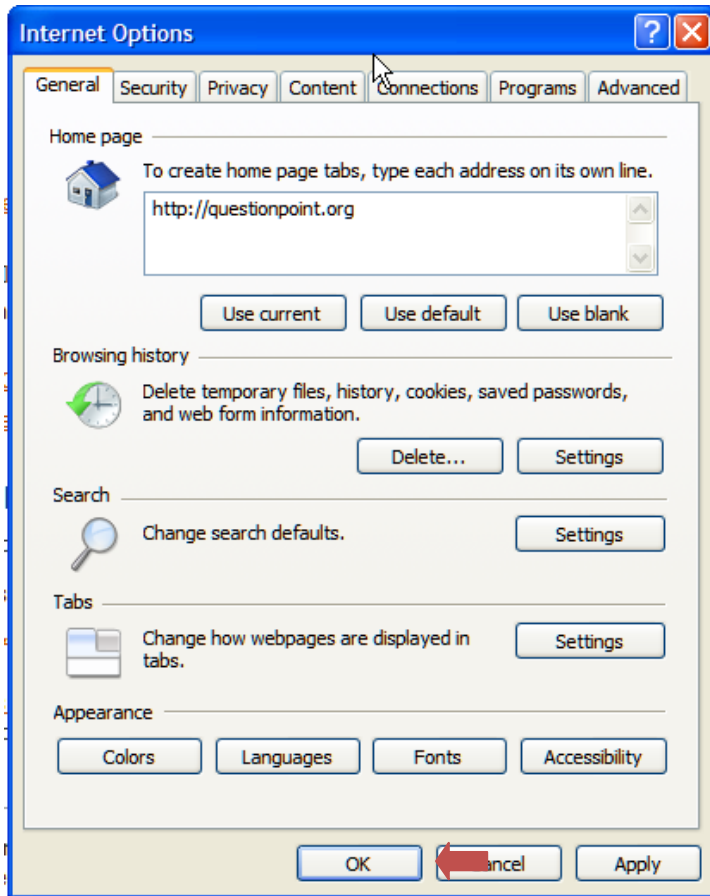 Internet Options
General Security Privacy Content Connections Programs Advanced
Home page
To create home page tabs, type each address on its own line.
http://questionpoint.org
Use current Use default Use blank
Browsing history
Delete temporary files, history, cookies, saved passwords,
and web form information.
Delete... Settings
Search
Change search defaults. Settings
Tabs
Change how webpages are displayed in
tabs.
Settings
Appearance
Colors Languages Fonts Accessibility
OK Cancel Apply